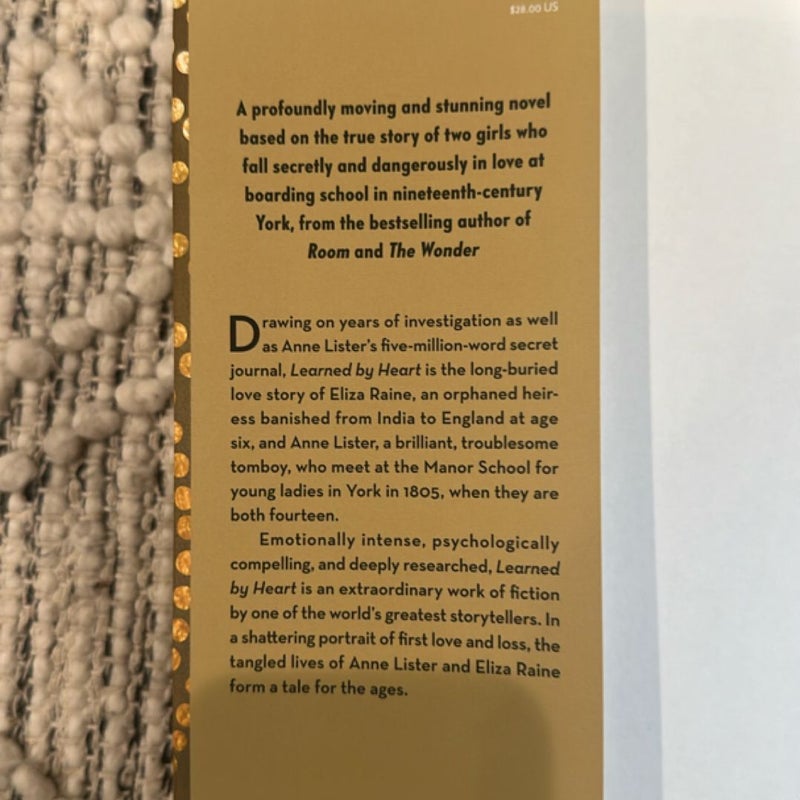 $28.00 US
A profoundly moving and stunning novel
based on the true story of two girls who
fall secretly and dangerously in love at
boarding school in nineteenth-century
York, from the bestselling author of
Room and The Wonder
Drawing on years of investigation as well
as Anne Lister's five-million-word secret
journal, Learned by Heart is the long-buried
love story of Eliza Raine, an orphaned heir-
ess banished from India to England at age
six, and Anne Lister, a brilliant, troublesome
tomboy, who meet at the Manor School for
young ladies in York in 1805, when they are
both fourteen.
Emotionally intense, psychologically
compelling, and deeply researched, Learned
by Heart is an extraordinary work of fiction
by one of the world's greatest storytellers. In
a shattering portrait of first love and loss, the
tangled lives of Anne Lister and Eliza Raine
form a tale for the ages.